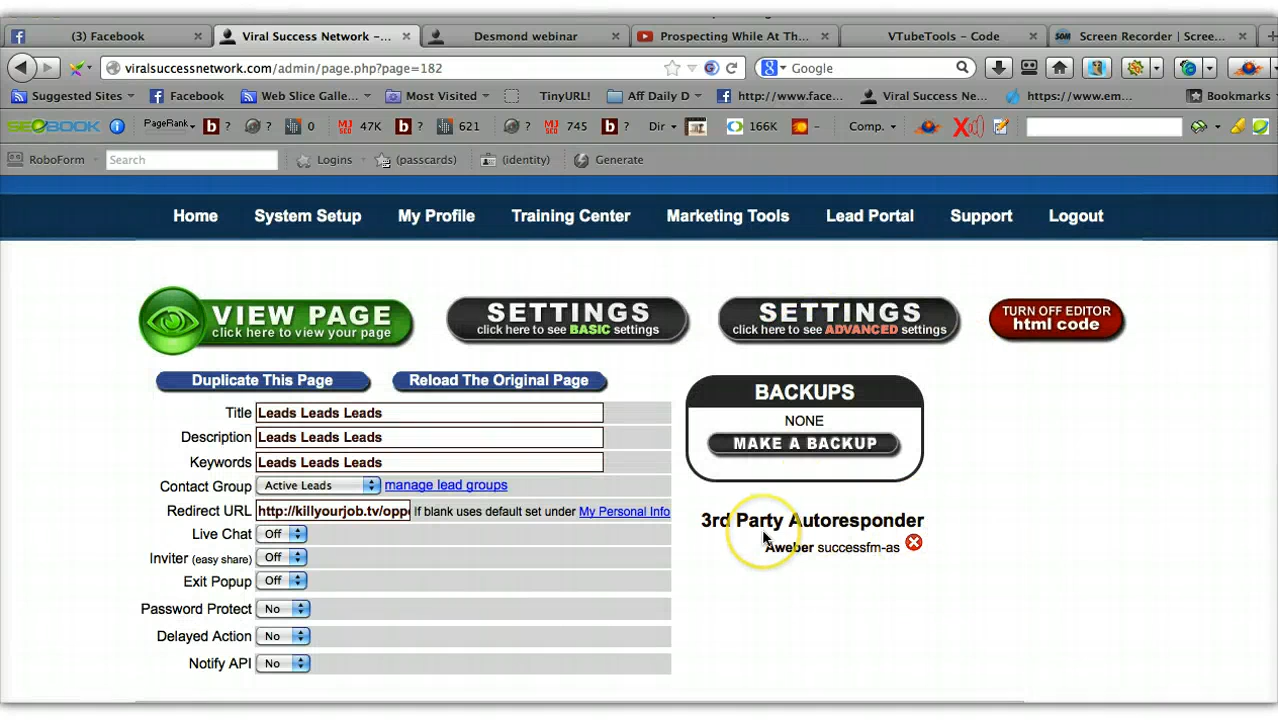 (3) Facebook
Viral Success Network –...
Desmond webinar
Prospecting While At Th...
VTubeTools - Code
Screen Recorder | Scree...
viralsuccessnetwork.com/admin/page.php?page=182
Google
Suggested Sites
Facebook
Web Slice Galle...
Most Visited
TinyURL!
Aff Daily D
http://www.face...
Viral Success Ne...
https://www.em...
Bookmarks
SEOBOOK
PageRank
b ?
?
0
MJ SEO 47K
b ?
621
?
MJ SEO 745
b ?
Dir
166K
-
Comp.
RoboForm
Search
Logins
(passcards)
(identity)
Generate
Home
System Setup
My Profile
Training Center
Marketing Tools
Lead Portal
Support
Logout
VIEW PAGE
click here to view your page
SETTINGS
click here to see BASIC settings
SETTINGS
click here to see ADVANCED settings
TURN OFF EDITOR
html code
Duplicate This Page
Reload The Original Page
Title Leads Leads Leads
Description Leads Leads Leads
Keywords Leads Leads Leads
Contact Group Active Leads manage lead groups
Redirect URL http://killyourjob.tv/oppo If blank uses default set under My Personal Info
Live Chat Off
Inviter (easy share) Off
Exit Popup Off
Password Protect No
Delayed Action No
Notify API No
BACKUPS
NONE
MAKE A BACKUP
3rd Party Autoresponder
Aweber successfm-as